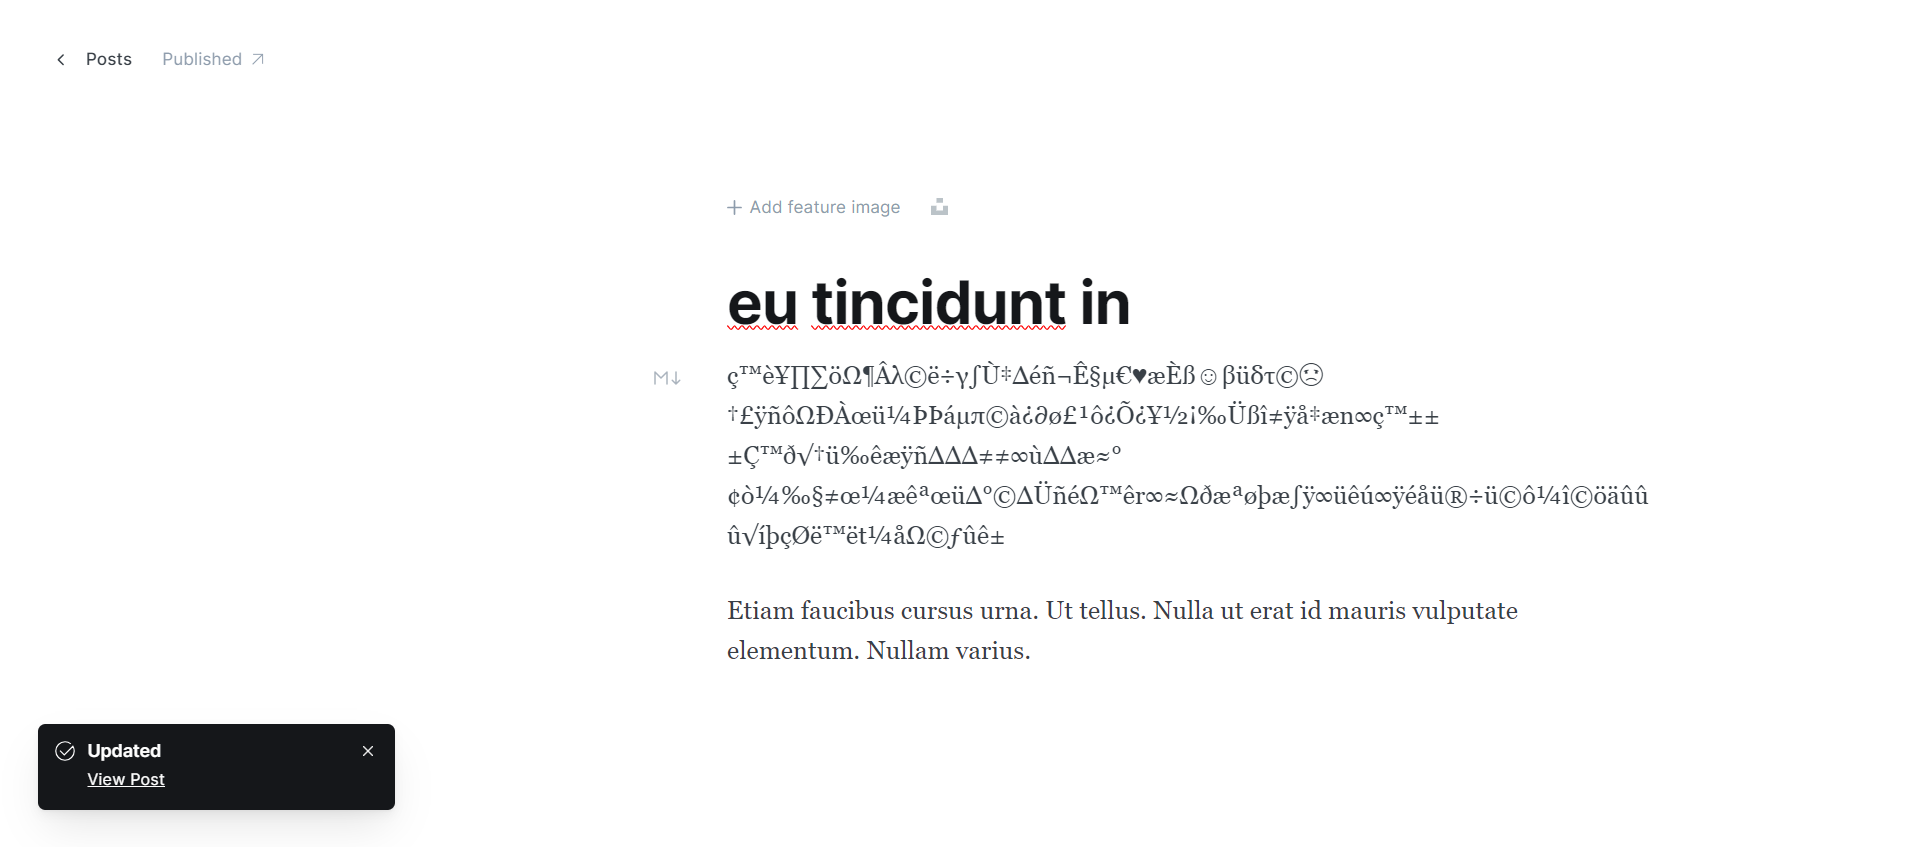 Posts
Published
Add feature image
eu tincidunt in
M↓
ç™è¥∏∑öΩ¶Âλ©ë÷γ∫Ù‡Δéñ¬Ê§µ€♥æÈß☺βüδτ©☹
†£ÿñôΩÐÀœü¼ÞÞáµπ©à¿∂ø£¹ô¿Õ¿¥½¡‰Üßî≠ÿå‡æn∞ç™±±
±Ç™ð√†ü‰êæÿñΔΔΔ≠≠∞ùΔΔæ≈º
¢ò¼‰§≠œ¼æêªœüΔº©ΔÜñéΩ™êr∞≈Ωðæªøþæ∫ÿ∞üêú∞ÿéåü®÷ü©ô¼î©öäûû
û√íþçØë™ët¼åΩ©ƒûê±
Etiam faucibus cursus urna. Ut tellus. Nulla ut erat id mauris vulputate
elementum. Nullam varius.
Updated
View Post